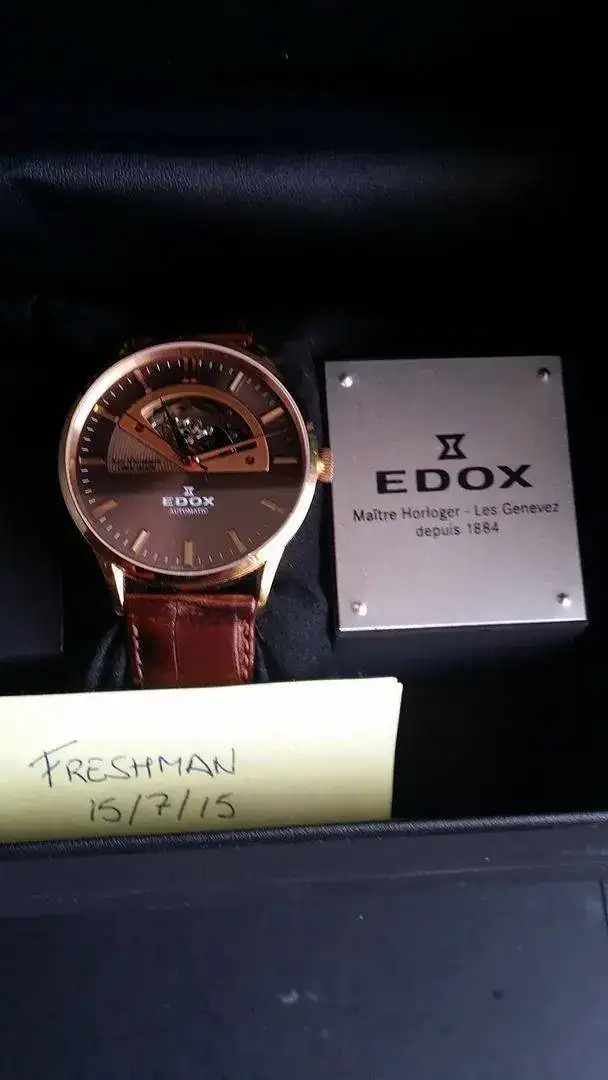 EDOX
AUTOMATIC
EDOX
Maître Horloger - Les Genevez
depuis 1884
FRESHMAN
15/7/15